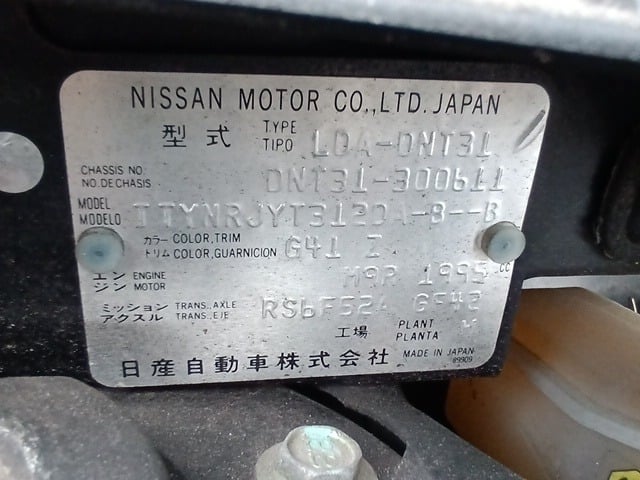 NISSAN MOTOR CO.,LTD. JAPAN
型式 TYPE TIPO LDA-DNT31
CHASSIS NO. NO.DE CHASIS DNT31-300611
MODEL MODELO
カラー COLOR,TRIM トリム COLOR,GUARNICION G41 Z
エンジン ENGINE MOTOR M9R 1995 cc
ミッション TRANS.,AXLE アクスル TRANS.,EJE RS6F52A GF42
工場 PLANT PLANTA
日産自動車株式会社 MADE IN JAPAN
89909